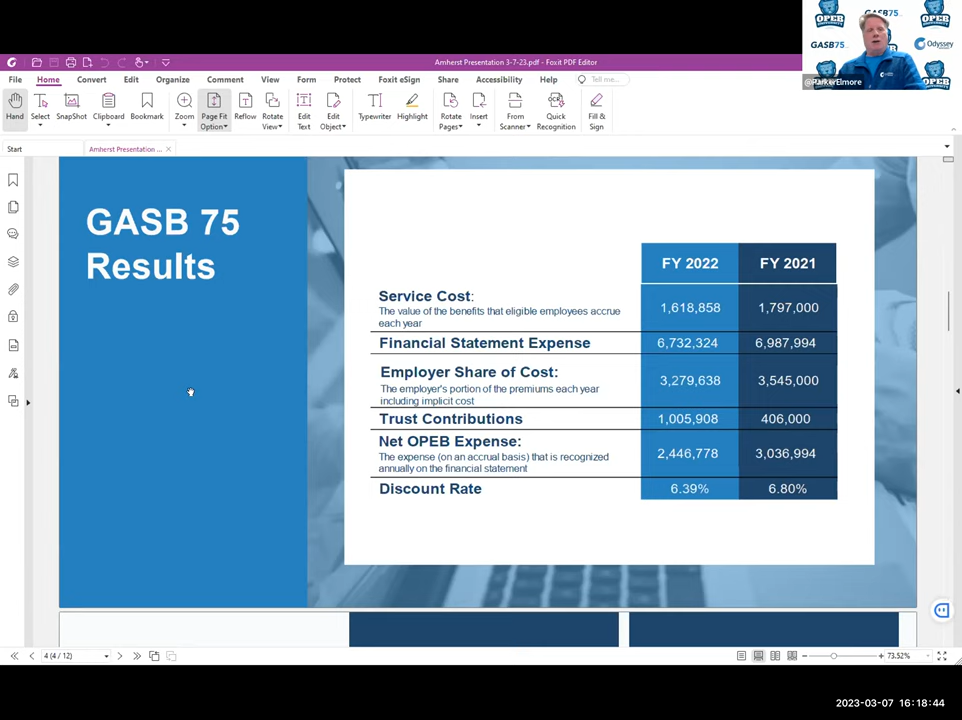 OPEB
GASB75
OPEB
GASB75
Odyssey
OPEB
@ParkerElmore
Amherst Presentation 3-7-23.pdf - Foxit PDF Editor
File Home Convert Edit Organize Comment View Form Protect Foxit eSign Share Accessibility Help Tell me...
Hand Select SnapShot Clipboard Bookmark Zoom Page Fit Option Reflow Rotate View Edit Text Edit Object Typewriter Highlight Rotate Pages Insert From Scanner Quick Recognition Fill & Sign
OCR
Start Amherst Presentation ...
GASB 75
Results
FY 2022 FY 2021
Service Cost:
The value of the benefits that eligible employees accrue
each year
1,618,858 1,797,000
Financial Statement Expense 6,732,324 6,987,994
Employer Share of Cost:
The employer's portion of the premiums each year
including implicit cost
3,279,638 3,545,000
Trust Contributions 1,005,908 406,000
Net OPEB Expense:
The expense (on an accrual basis) that is recognized
annually on the financial statement
2,446,778 3,036,994
Discount Rate 6.39% 6.80%
4 (4 / 12) 73.52%
2023-03-07 16:18:44